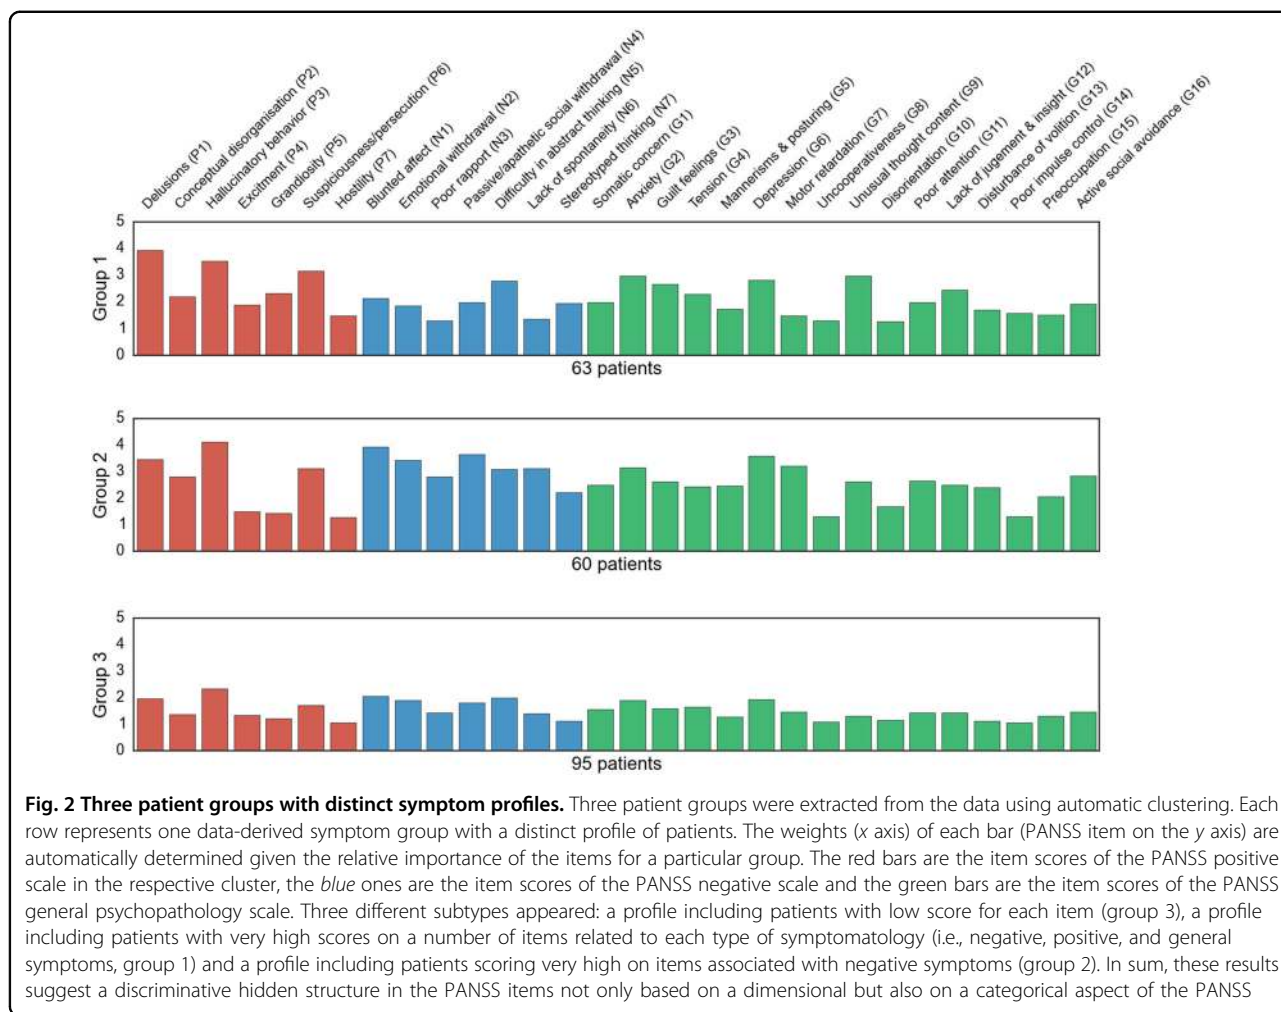 Delusions (P1)
Conceptual disorganisation (P2)
Hallucinatory behavior (P3)
Excitment (P4)
Grandiosity (P5)
Suspiciousness/persecution (P6)
Hostility (P7)
Blunted affect (N1)
Emotional withdrawal (N2)
Poor rapport (N3)
Passive/apathetic social withdrawal (N4)
Difficulty in abstract thinking (N5)
Lack of spontaneity (N6)
Stereotyped thinking (N7)
Somatic concern (G1)
Anxiety (G2)
Guilt feelings (G3)
Tension (G4)
Mannerisms & posturing (G5)
Depression (G6)
Motor retardation (G7)
Uncooperativeness (G8)
Unusual thought content (G9)
Disorientation (G10)
Poor attention (G11)
Lack of jugement & insight (G12)
Disturbance of volition (G13)
Poor impulse control (G14)
Preoccupation (G15)
Active social avoidance (G16)
Group 1
5
4
3
2
1
0
63 patients
Group 2
5
4
3
2
1
0
60 patients
Group 3
5
4
3
2
1
0
95 patients
Fig. 2 Three patient groups with distinct symptom profiles. Three patient groups were extracted from the data using automatic clustering. Each
row represents one data-derived symptom group with a distinct profile of patients. The weights (x axis) of each bar (PANSS item on the y axis) are
automatically determined given the relative importance of the items for a particular group. The red bars are the item scores of the PANSS positive
scale in the respective cluster, the blue ones are the item scores of the PANSS negative scale and the green bars are the item scores of the PANSS
general psychopathology scale. Three different subtypes appeared: a profile including patients with low score for each item (group 3), a profile
including patients with very high scores on a number of items related to each type of symptomatology (i.e., negative, positive, and general
symptoms, group 1) and a profile including patients scoring very high on items associated with negative symptoms (group 2). In sum, these results
suggest a discriminative hidden structure in the PANSS items not only based on a dimensional but also on a categorical aspect of the PANSS